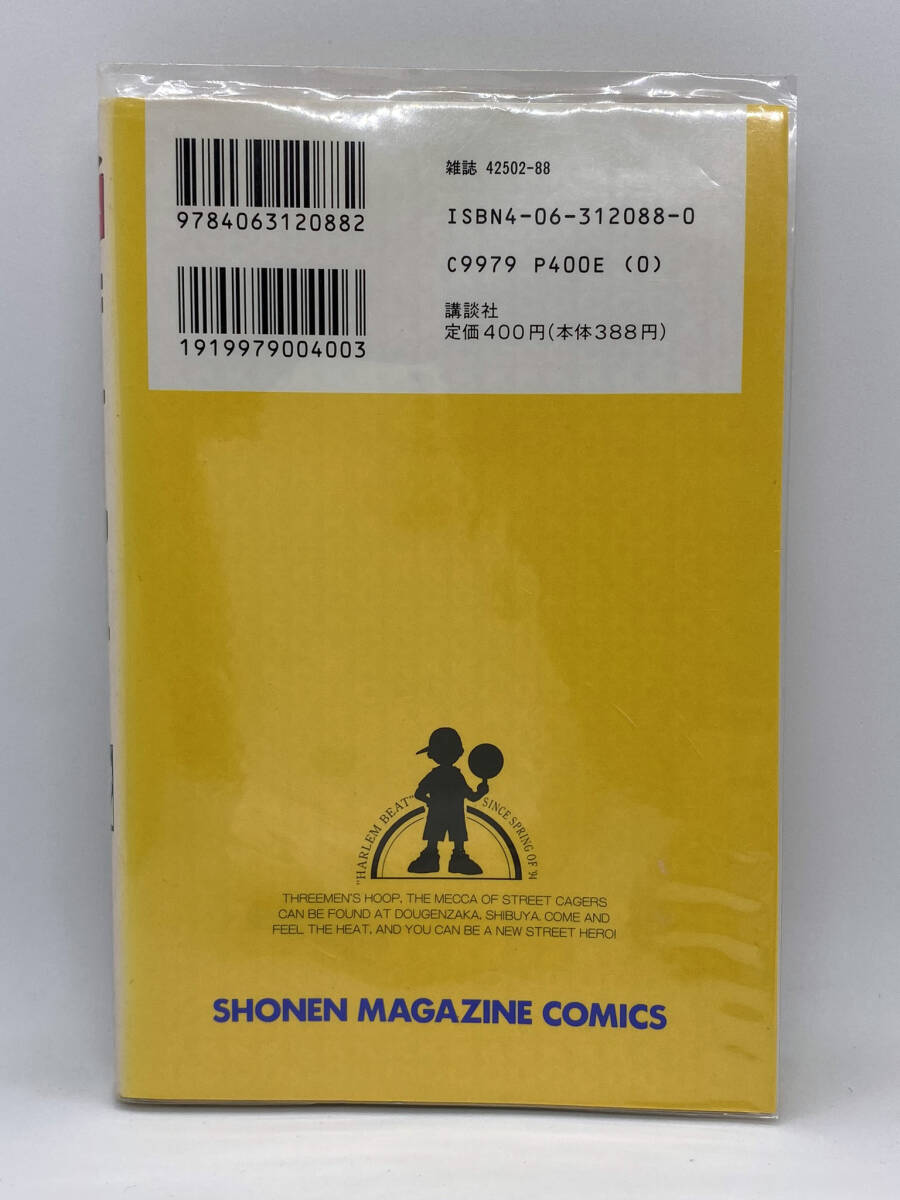 9784063120882
雑誌 42502-88
ISBN4-06-312088-0
C9979 P400E (0)
1919979004003
講談社
定価400円(本体388円)
"HARLEM BEAT" SINCE SPRING OF '94
THREEMEN'S HOOP, THE MECCA OF STREET CAGERS
CAN BE FOUND AT DOUGENZAKA, SHIBUYA. COME AND
FEEL THE HEAT, AND YOU CAN BE A NEW STREET HERO!
SHONEN MAGAZINE COMICS